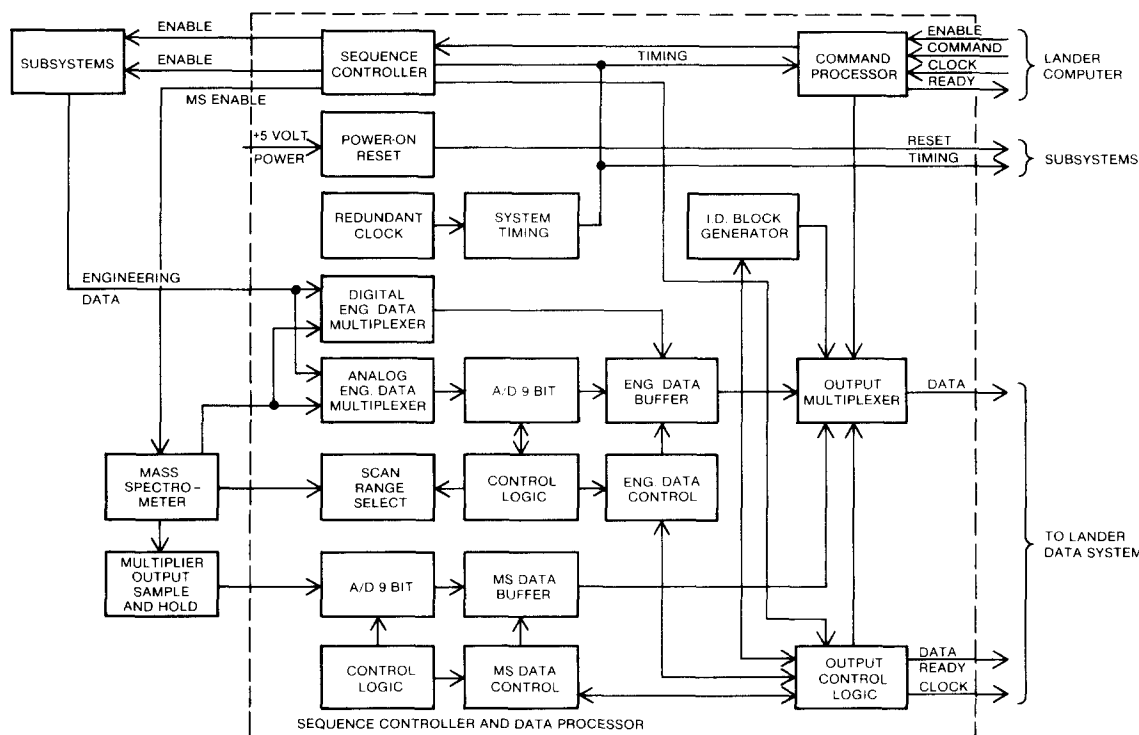 ENABLE
SUBSYSTEMS
ENABLE
MS ENABLE
SEQUENCE
CONTROLLER
TIMING
COMMAND
PROCESSOR
ENABLE
COMMAND
CLOCK
READY
LANDER
COMPUTER
+5 VOLT
POWER
POWER-ON
RESET
RESET
TIMING
SUBSYSTEMS
REDUNDANT
CLOCK
SYSTEM
TIMING
I.D. BLOCK
GENERATOR
ENGINEERING
DATA
DIGITAL
ENG. DATA
MULTIPLEXER
ANALOG
ENG. DATA
MULTIPLEXER
A/D 9 BIT
ENG. DATA
BUFFER
OUTPUT
MULTIPLEXER
DATA
MASS
SPECTRO-
METER
SCAN
RANGE
SELECT
CONTROL
LOGIC
ENG. DATA
CONTROL
TO LANDER
DATA SYSTEM
MULTIPLIER
OUTPUT
SAMPLE
AND HOLD
A/D 9 BIT
MS DATA
BUFFER
CONTROL
LOGIC
MS DATA
CONTROL
OUTPUT
CONTROL
LOGIC
DATA
READY
CLOCK
SEQUENCE CONTROLLER AND DATA PROCESSOR